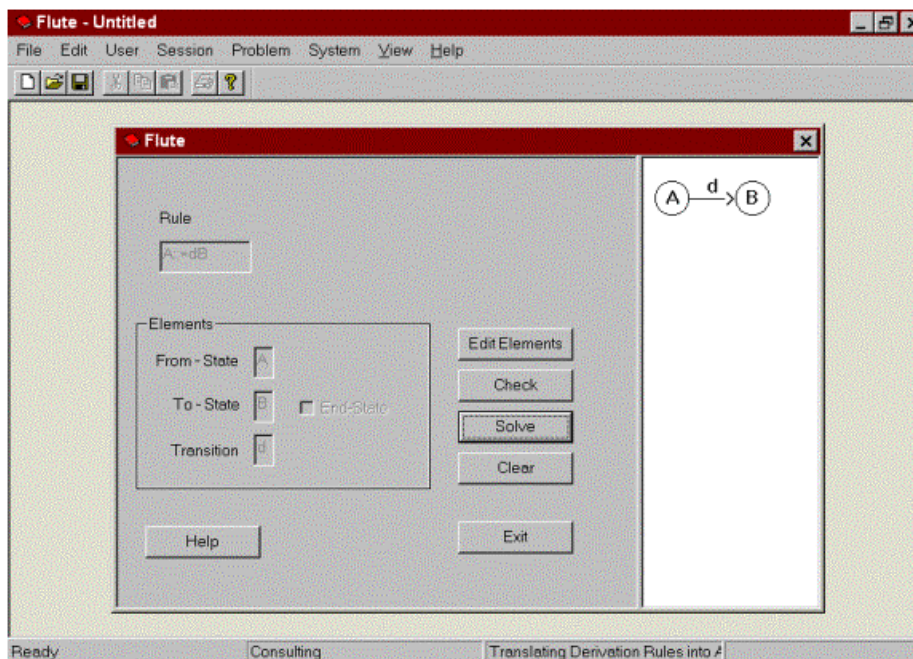 Flute - Untitled
File Edit User Session Problem System View Help
Flute
A d B
Rule
A: =dB
Elements
From - State A
To - State B End-State
Transition d
Edit Elements
Check
Solve
Clear
Help
Exit
Ready Consulting Translating Derivation Rules into A